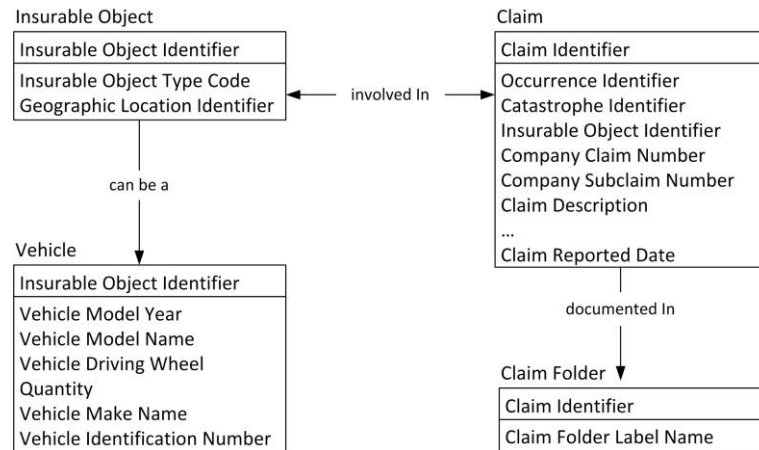 Insurable Object
Insurable Object Identifier
Insurable Object Type Code
Geographic Location Identifier
involved In
Claim
Claim Identifier
Occurrence Identifier
Catastrophe Identifier
Insurable Object Identifier
Company Claim Number
Company Subclaim Number
Claim Description
...
Claim Reported Date
can be a
documented In
Vehicle
Insurable Object Identifier
Vehicle Model Year
Vehicle Model Name
Vehicle Driving Wheel
Quantity
Vehicle Make Name
Vehicle Identification Number
Claim Folder
Claim Identifier
Claim Folder Label Name